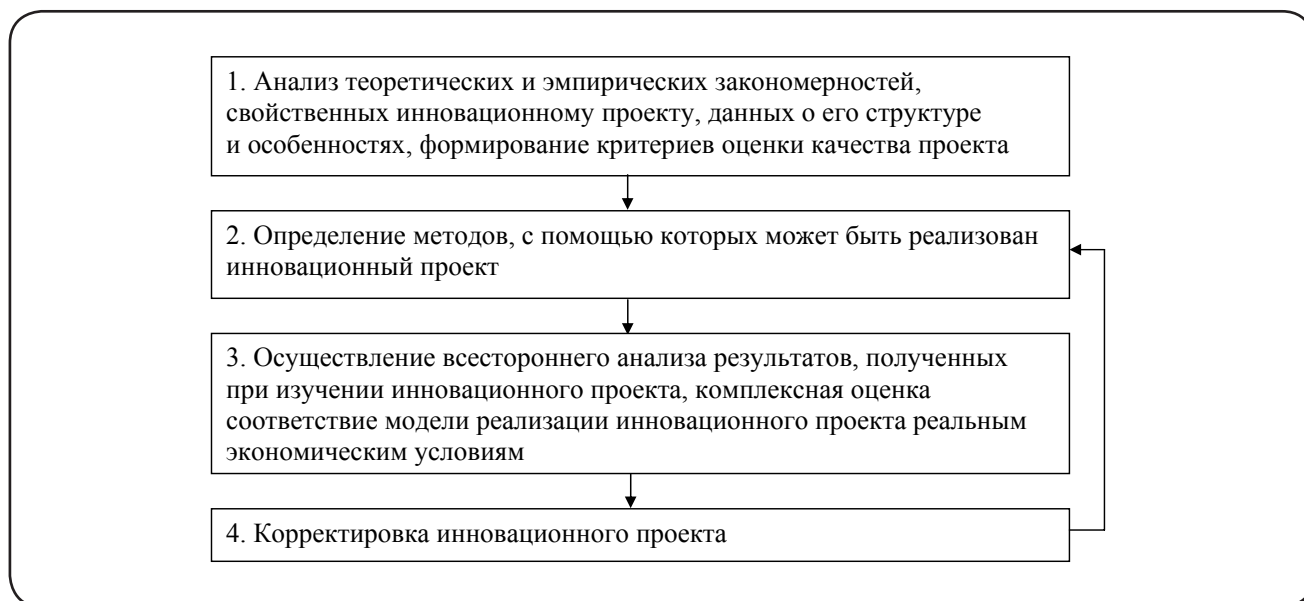 1. Анализ теоретических и эмпирических закономерностей,
свойственных инновационному проекту, данных о его структуре
и особенностях, формирование критериев оценки качества проекта
2. Определение методов, с помощью которых может быть реализован
инновационный проект
3. Осуществление всестороннего анализа результатов, полученных
при изучении инновационного проекта, комплексная оценка
соответствие модели реализации инновационного проекта реальным
экономическим условиям
4. Корректировка инновационного проекта